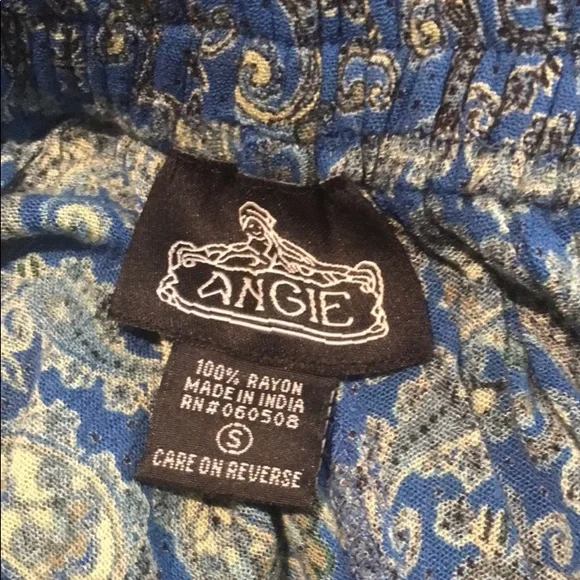 ANGIE
100% RAYON
MADE IN INDIA
RN#060508
S
CARE ON REVERSE